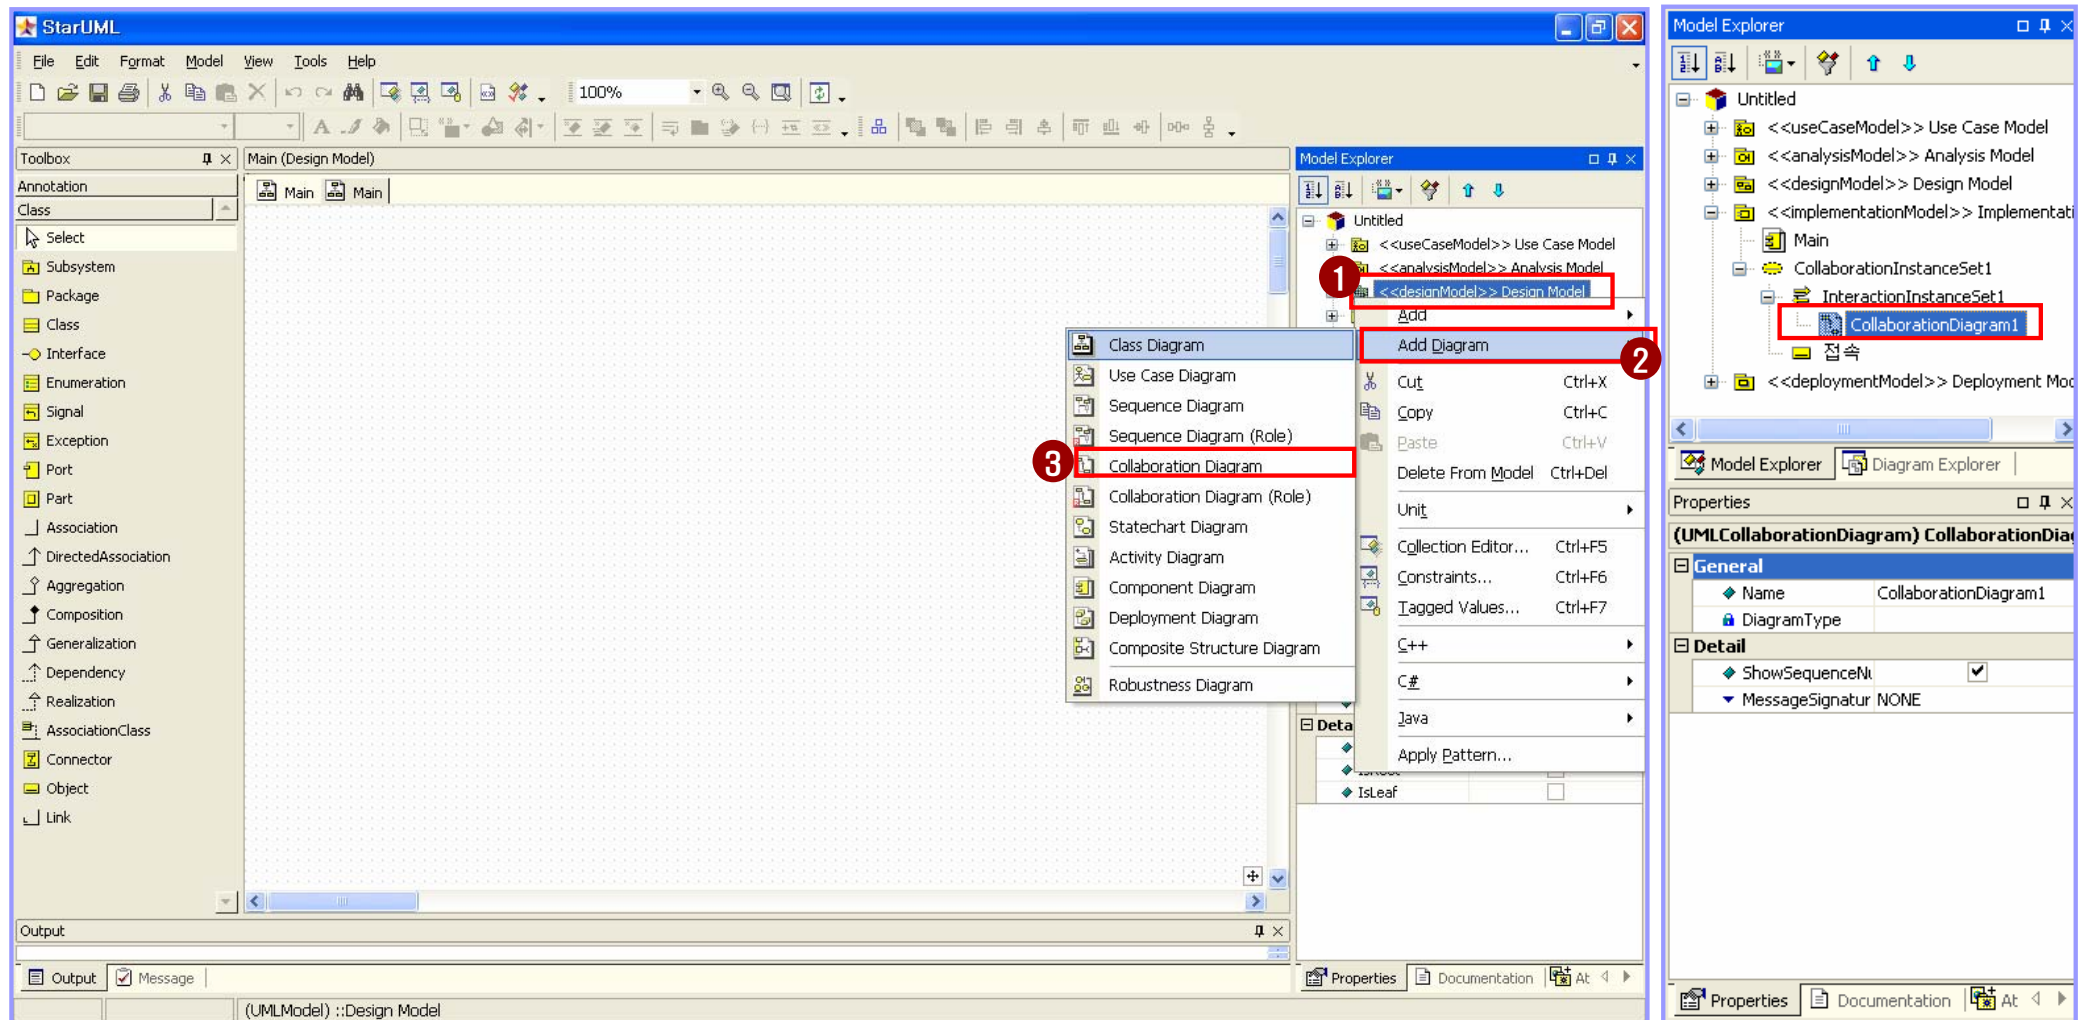 StarUML
File Edit Format Model View Tools Help
100%
Toolbox
Annotation
Class
Select
Subsystem
Package
Class
Interface
Enumeration
Signal
Exception
Port
Part
Association
DirectedAssociation
Aggregation
Composition
Generalization
Dependency
Realization
AssociationClass
Connector
Object
Link
Main (Design Model)
Main Main
Class Diagram
Use Case Diagram
Sequence Diagram
Sequence Diagram (Role)
3
Collaboration Diagram
Collaboration Diagram (Role)
Statechart Diagram
Activity Diagram
Component Diagram
Deployment Diagram
Composite Structure Diagram
Robustness Diagram
Model Explorer
Untitled
<<useCaseModel>> Use Case Model
<<analysisModel>> Analysis Model
1
<<designModel>> Design Model
Add
Add Diagram
2
Cut Ctrl+X
Copy Ctrl+C
Paste Ctrl+V
Delete From Model Ctrl+Del
Unit
Collection Editor... Ctrl+F5
Constraints... Ctrl+F6
Tagged Values... Ctrl+F7
C++
C#
Java
Apply Pattern...
Deta
IsLeaf
Properties Documentation At
Output
Output Message
(UMLModel) ::Design Model
Model Explorer
Untitled
<<useCaseModel>> Use Case Model
<<analysisModel>> Analysis Model
<<designModel>> Design Model
<<implementationModel>> Implementati
Main
CollaborationInstanceSet1
InteractionInstanceSet1
CollaborationDiagram1
접속
<<deploymentModel>> Deployment Moc
Model Explorer Diagram Explorer
Properties
(UMLCollaborationDiagram) CollaborationDiag
General
Name CollaborationDiagram1
DiagramType
Detail
ShowSequenceNu
MessageSignatur NONE
Properties Documentation At